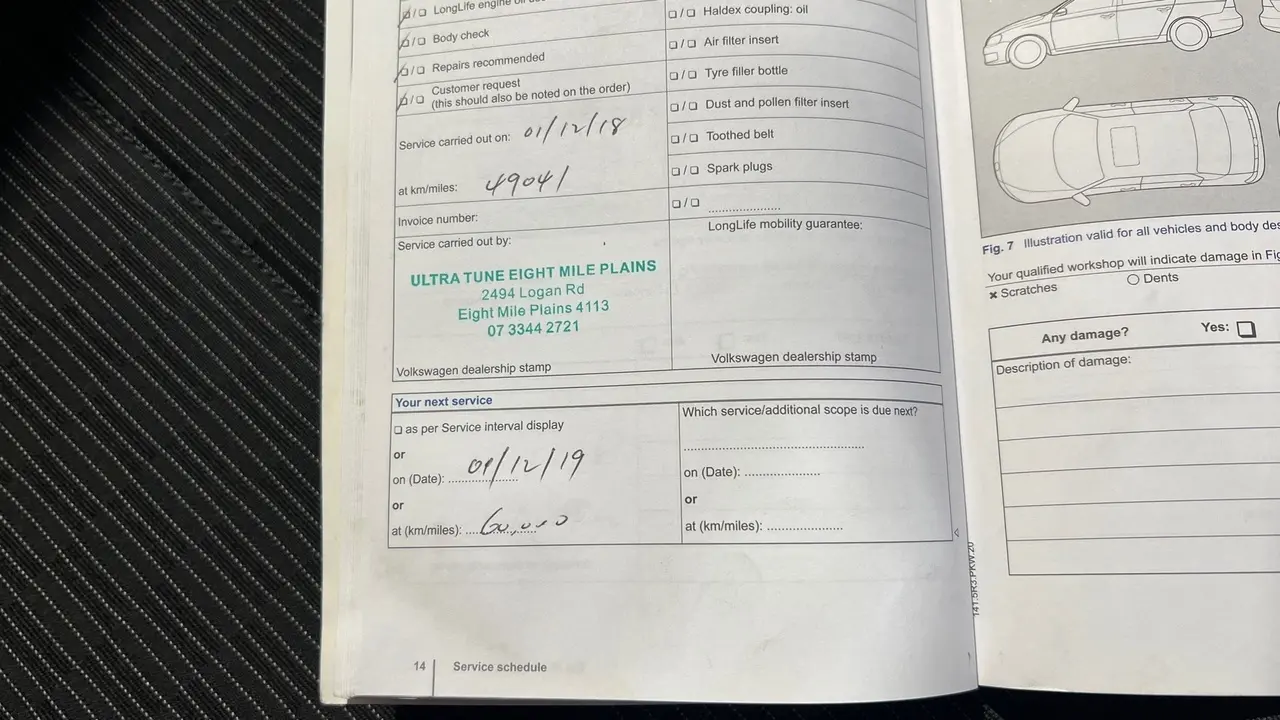 LongLife engine oil
Body check
Repairs recommended
Customer request
(this should also be noted on the order)
Service carried out on: 01/12/18
at km/miles: 49041
Invoice number:
Service carried out by:
ULTRA TUNE EIGHT MILE PLAINS
2494 Logan Rd
Eight Mile Plains 4113
07 3344 2721
Volkswagen dealership stamp
Haldex coupling: oil
Air filter insert
Tyre filler bottle
Dust and pollen filter insert
Toothed belt
Spark plugs
LongLife mobility guarantee:
Volkswagen dealership stamp
Your next service
as per Service interval display
or
on (Date): 01/12/19
or
at (km/miles): 60,000
Which service/additional scope is due next?
on (Date):
or
at (km/miles):
14 Service schedule
141.5R3.PKW.20
Fig. 7 Illustration valid for all vehicles and body
Your qualified workshop will indicate damage in
× Scratches
Dents
Any damage? Yes:
Description of damage: